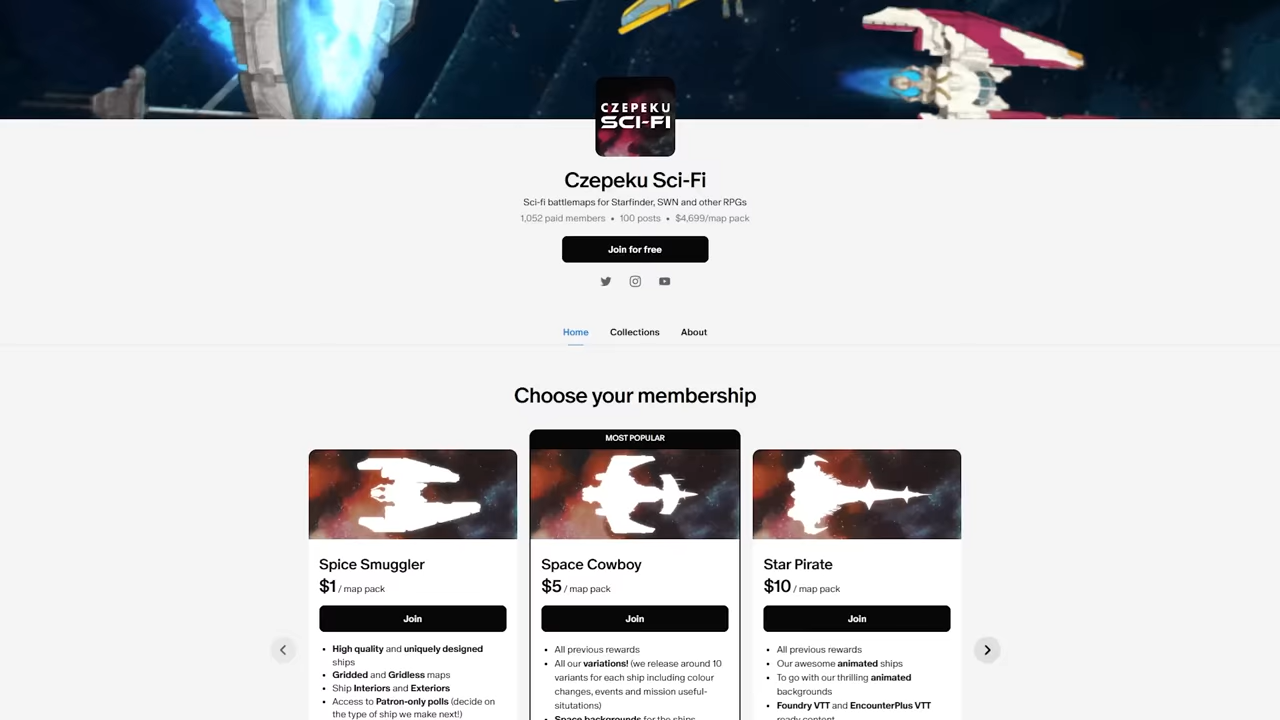 CZEPEKU
SCI-FI
Czepeku Sci-Fi
Sci-fi battlemaps for Starfinder, SWN and other RPGs
1,052 paid members • 100 posts • $4,699/map pack
Join for free
Home Collections About
Choose your membership
MOST POPULAR
Spice Smuggler
$1 / map pack
Join
• High quality and uniquely designed
ships
• Gridded and Gridless maps
• Ship Interiors and Exteriors
• Access to Patron-only polls (decide on
the type of ship we make next!)
Space Cowboy
$5 / map pack
Join
• All previous rewards
• All our variations! (we release around 10
variants for each ship including colour
changes, events and mission useful-
situtations)
• Space backgrounds for the ships
Star Pirate
$10 / map pack
Join
• All previous rewards
• Our awesome animated ships
• To go with our thrilling animated
backgrounds
• Foundry VTT and EncounterPlus VTT
ready content